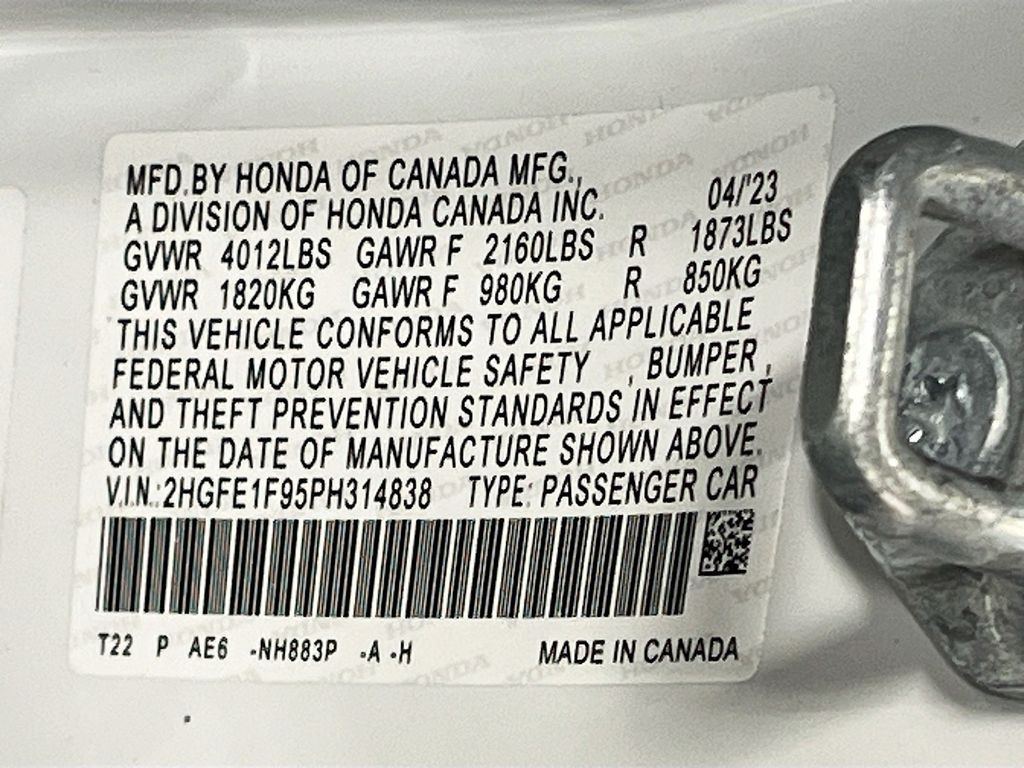 MFD.BY HONDA OF CANADA MFG.,
A DIVISION OF HONDA CANADA INC. 04/'23
GVWR 4012LBS GAWR F 2160LBS R 1873LBS
GVWR 1820KG GAWR F 980KG R 850KG
THIS VEHICLE CONFORMS TO ALL APPLICABLE
FEDERAL MOTOR VEHICLE SAFETY , BUMPER ,
AND THEFT PREVENTION STANDARDS IN EFFECT
ON THE DATE OF MANUFACTURE SHOWN ABOVE.
V.I.N.:2HGFE1F95PH314838 TYPE: PASSENGER CAR
T22 P AE6 -NH883P -A -H MADE IN CANADA